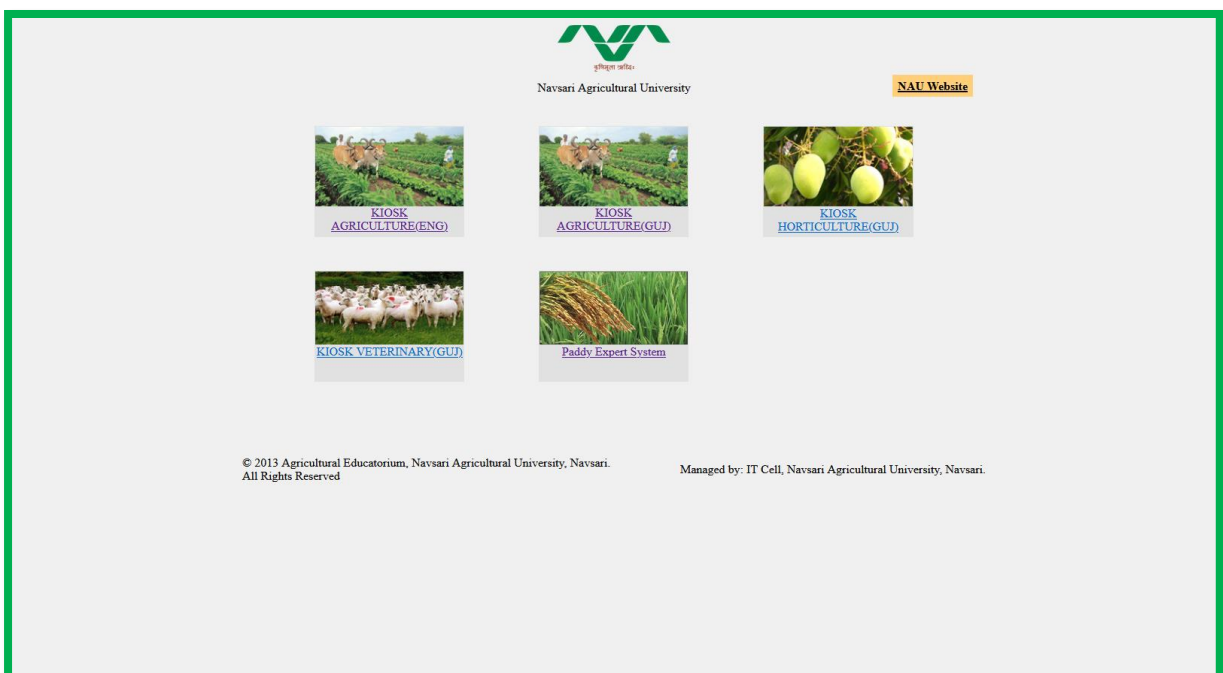 Navsari Agricultural University
NAU Website
KIOSK
AGRICULTURE(ENG)
KIOSK
AGRICULTURE(GUJ)
KIOSK
HORTICULTURE(GUJ)
KIOSK VETERINARY(GUJ)
Paddy Expert System
© 2013 Agricultural Educatorium, Navsari Agricultural University, Navsari.
All Rights Reserved
Managed by: IT Cell, Navsari Agricultural University, Navsari.